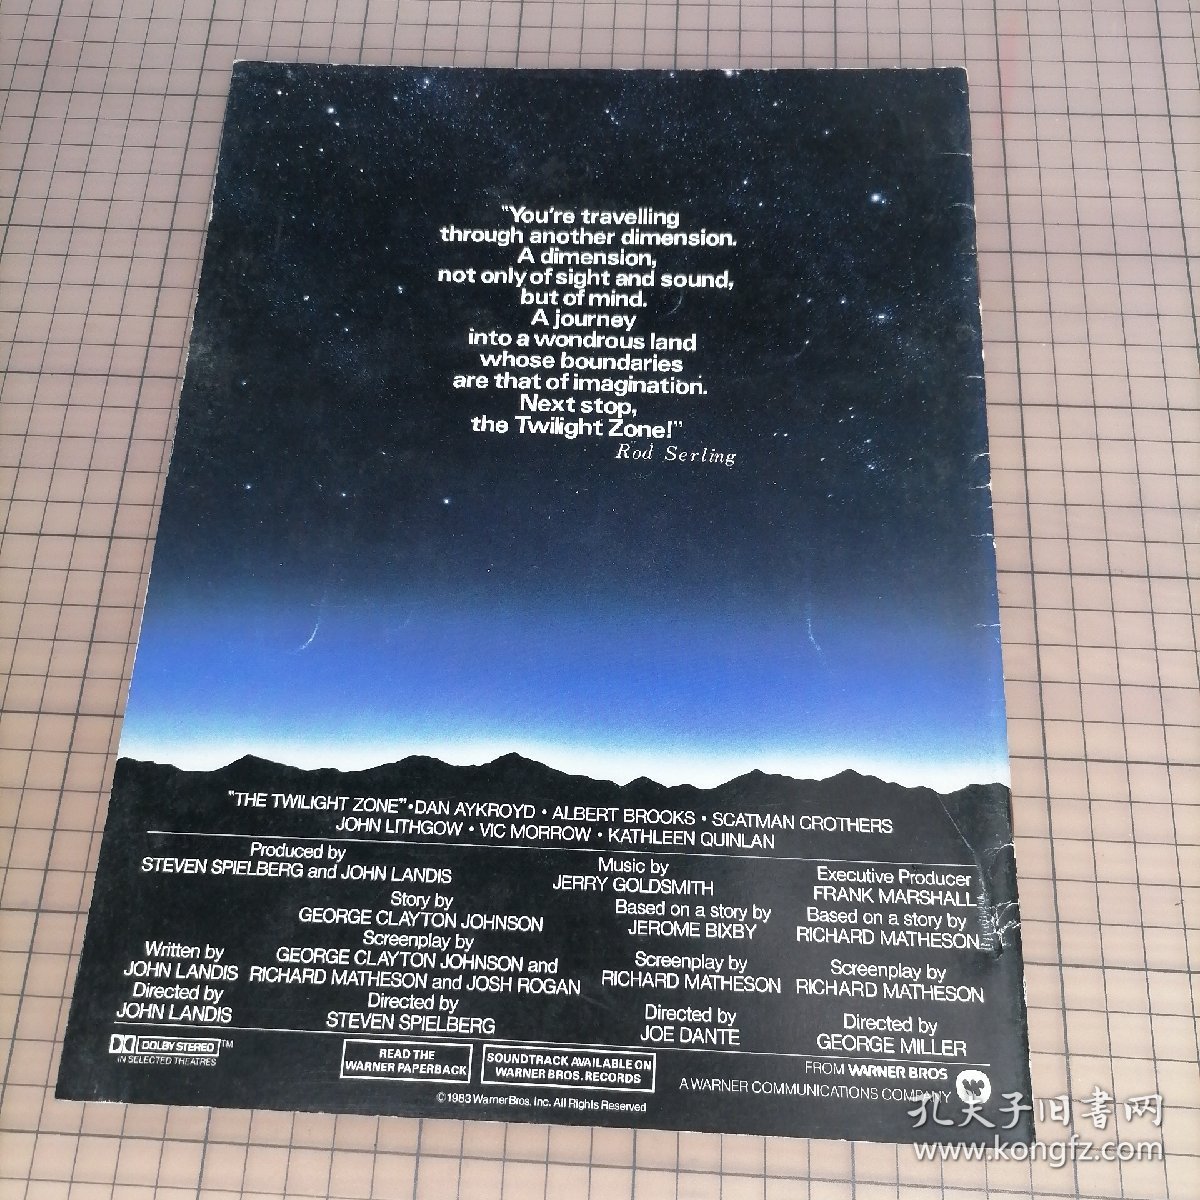 "You're travelling
through another dimension.
A dimension,
not only of sight and sound,
but of mind.
A journey
into a wondrous land
whose boundaries
are that of imagination.
Next stop,
the Twilight Zone!"
Rod Serling
"THE TWILIGHT ZONE" • DAN AYKROYD • ALBERT BROOKS • SCATMAN CROTHERS
JOHN LITHGOW • VIC MORROW • KATHLEEN QUINLAN
Produced by
STEVEN SPIELBERG and JOHN LANDIS
Music by
JERRY GOLDSMITH
Executive Producer
FRANK MARSHALL
Written by
JOHN LANDIS
Directed by
JOHN LANDIS
Story by
GEORGE CLAYTON JOHNSON
Screenplay by
GEORGE CLAYTON JOHNSON and
RICHARD MATHESON and JOSH ROGAN
Directed by
STEVEN SPIELBERG
Based on a story by
JEROME BIXBY
Screenplay by
RICHARD MATHESON
Directed by
JOE DANTE
Based on a story by
RICHARD MATHESON
Screenplay by
RICHARD MATHESON
Directed by
GEORGE MILLER
DOLBY STEREO TM
IN SELECTED THEATRES
READ THE
WARNER PAPERBACK
SOUNDTRACK AVAILABLE ON
WARNER BROS. RECORDS
FROM WARNER BROS
A WARNER COMMUNICATIONS COMPANY
©1983 Warner Bros. Inc. All Rights Reserved
孔夫子旧書网
www.kongfz.com